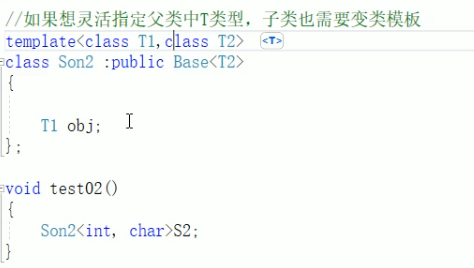 //如果想灵活指定父类中T类型，子类也需要变类模板
template<class T1,class T2> <T>
class Son2 :public Base<T2>
{
T1 obj;
};
void test02()
{
Son2<int, char>S2;
}